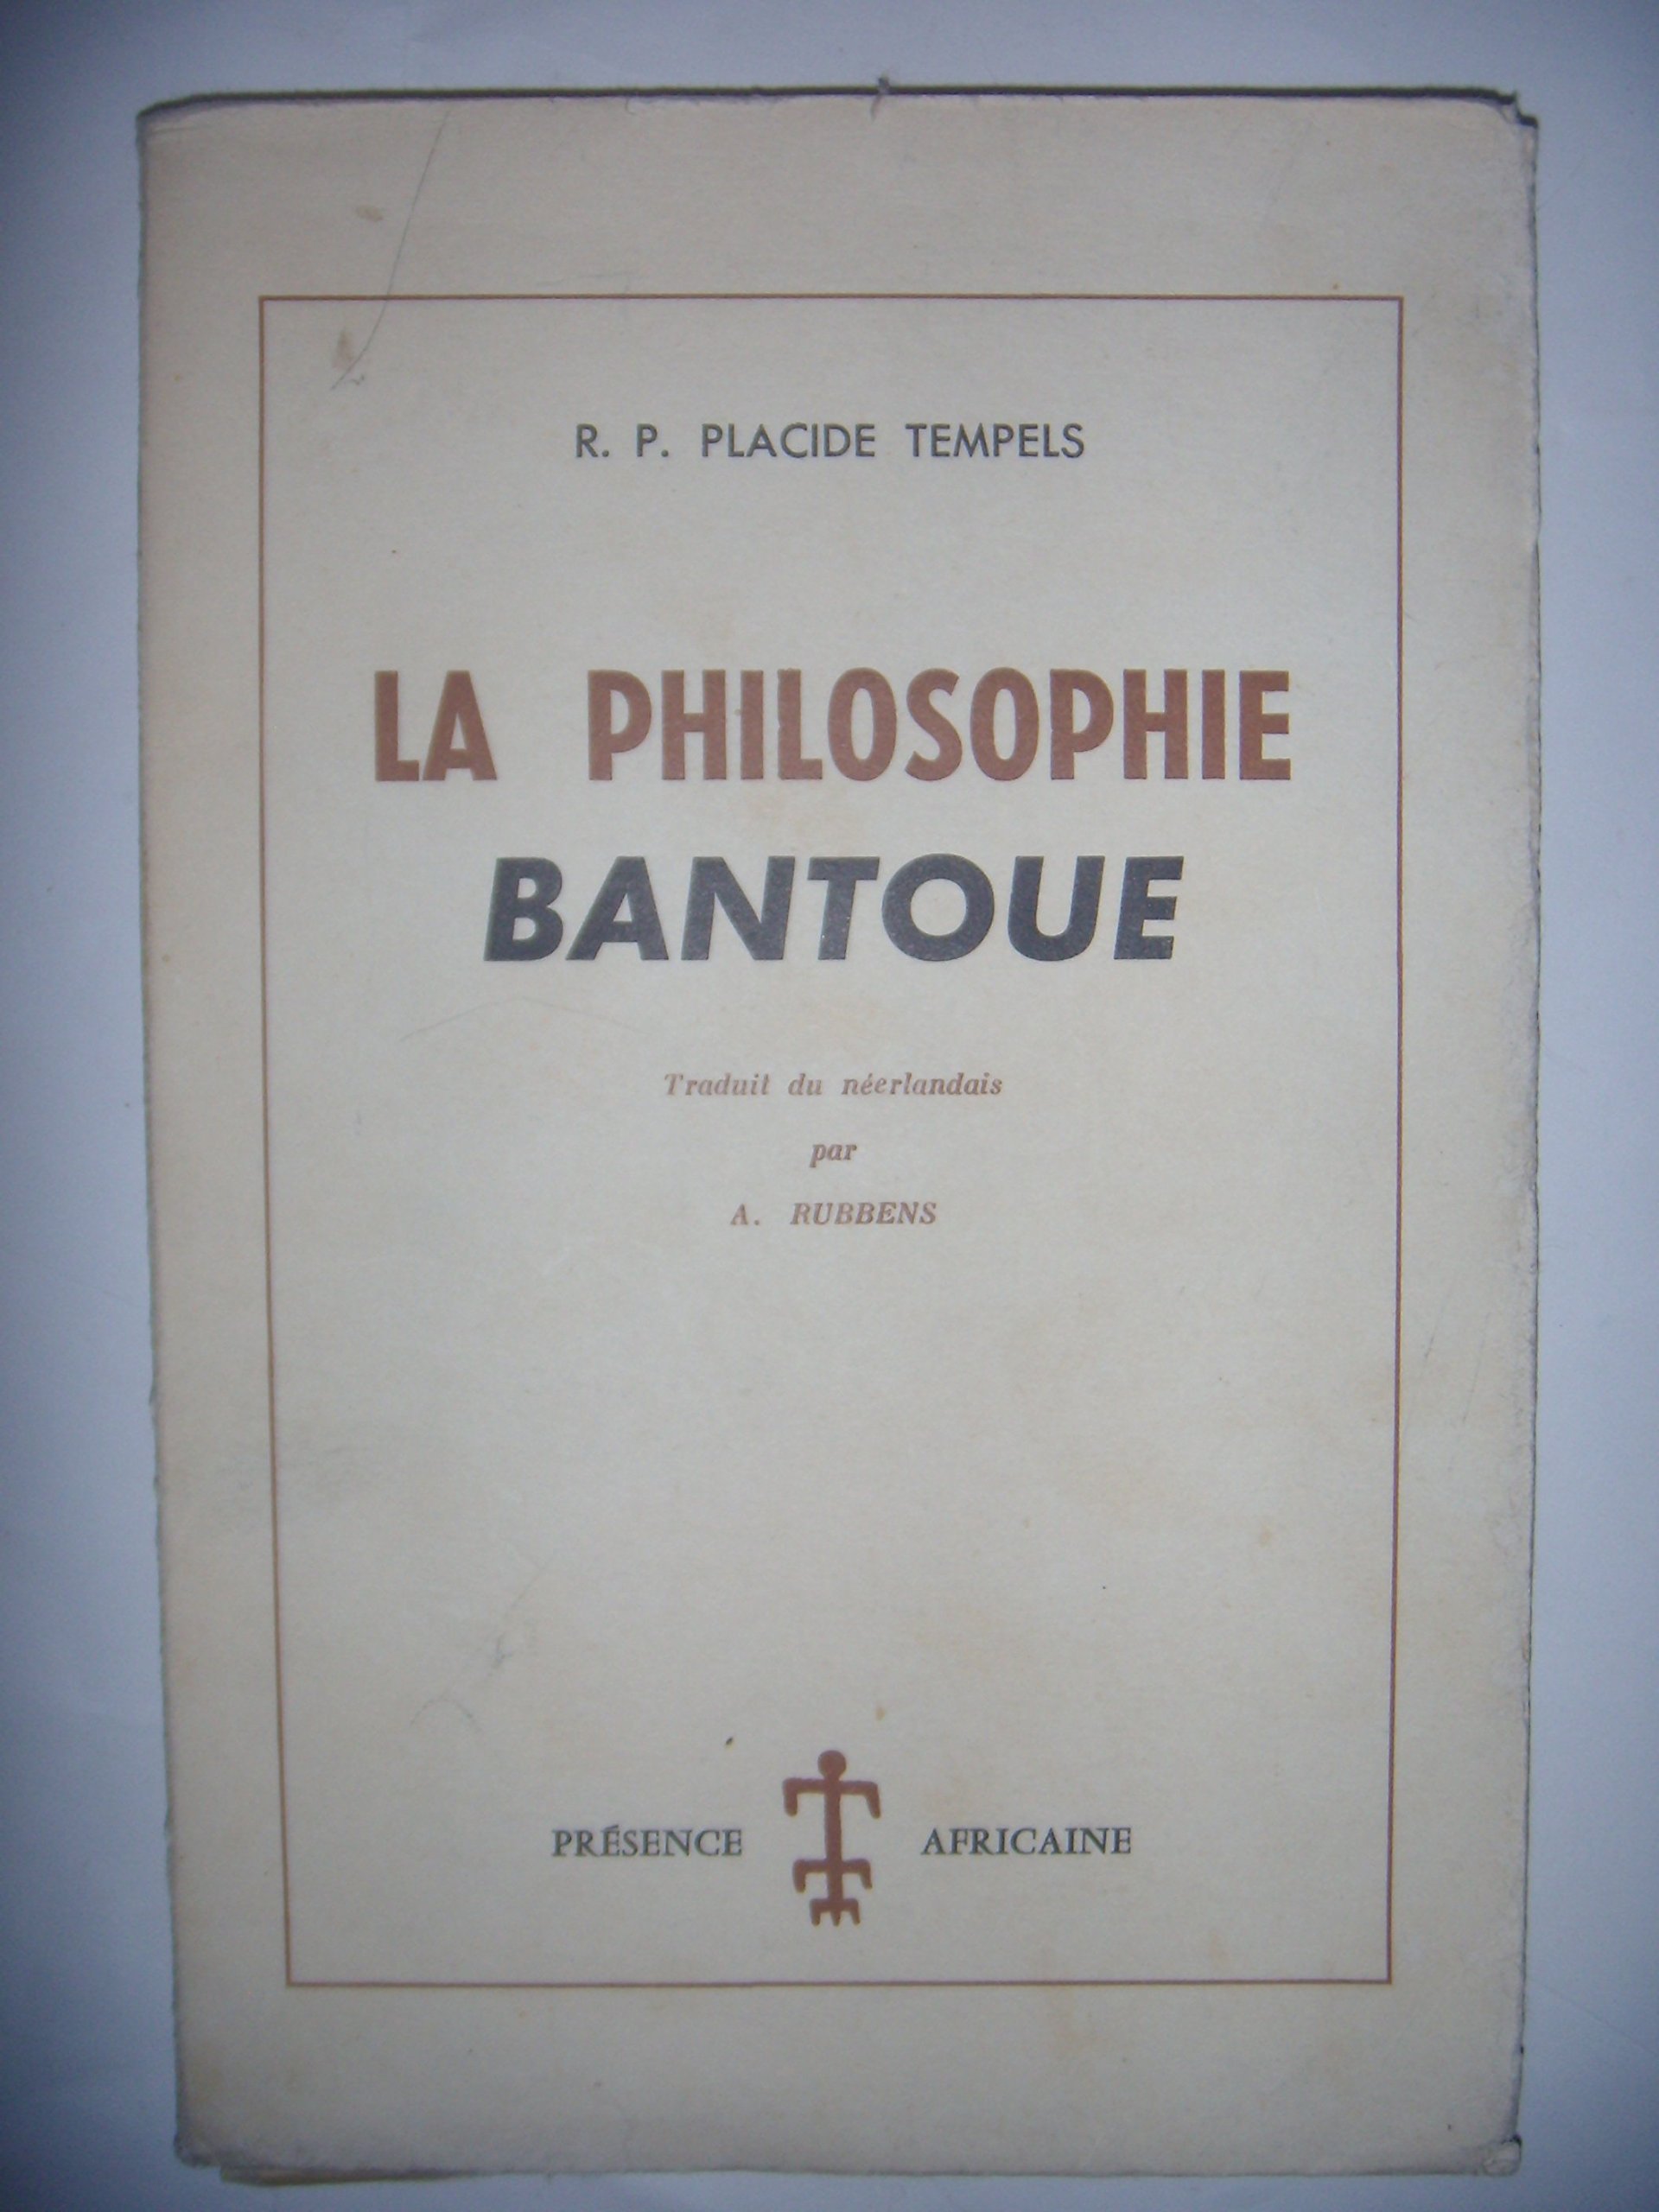 R. P. PLACIDE TEMPELS
LA PHILOSOPHIE
BANTOUE
Traduit du néerlandais
par
A. RUBBENS
PRÉSENCE AFRICAINE